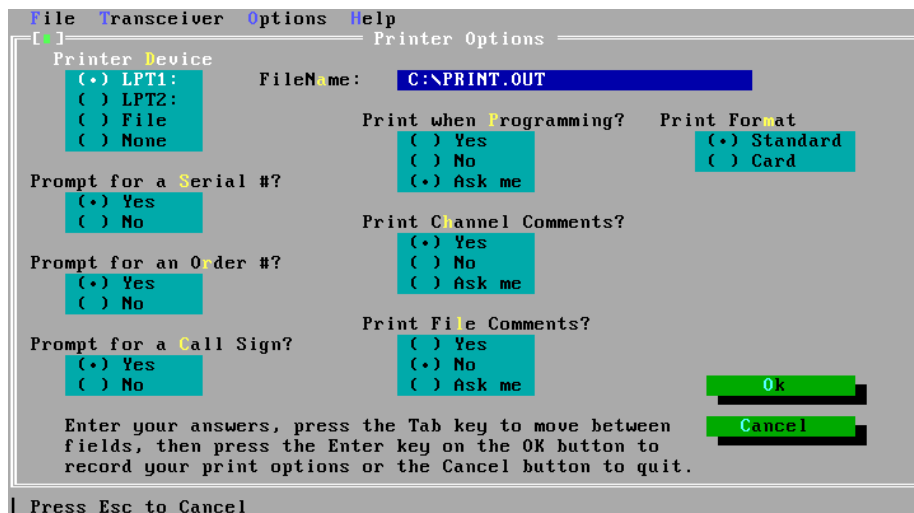 File Transceiver Options Help
[■] Printer Options
Printer Device
(•) LPT1:
( ) LPT2:
( ) File
( ) None
FileName: C:\PRINT.OUT
Print when Programming?
( ) Yes
( ) No
(•) Ask me
Print Format
(•) Standard
( ) Card
Prompt for a Serial #?
(•) Yes
( ) No
Print Channel Comments?
(•) Yes
( ) No
( ) Ask me
Prompt for an Order #?
(•) Yes
( ) No
Print File Comments?
( ) Yes
(•) No
( ) Ask me
Prompt for a Call Sign?
(•) Yes
( ) No
Ok
Cancel
Enter your answers, press the Tab key to move between
fields, then press the Enter key on the OK button to
record your print options or the Cancel button to quit.
| Press Esc to Cancel